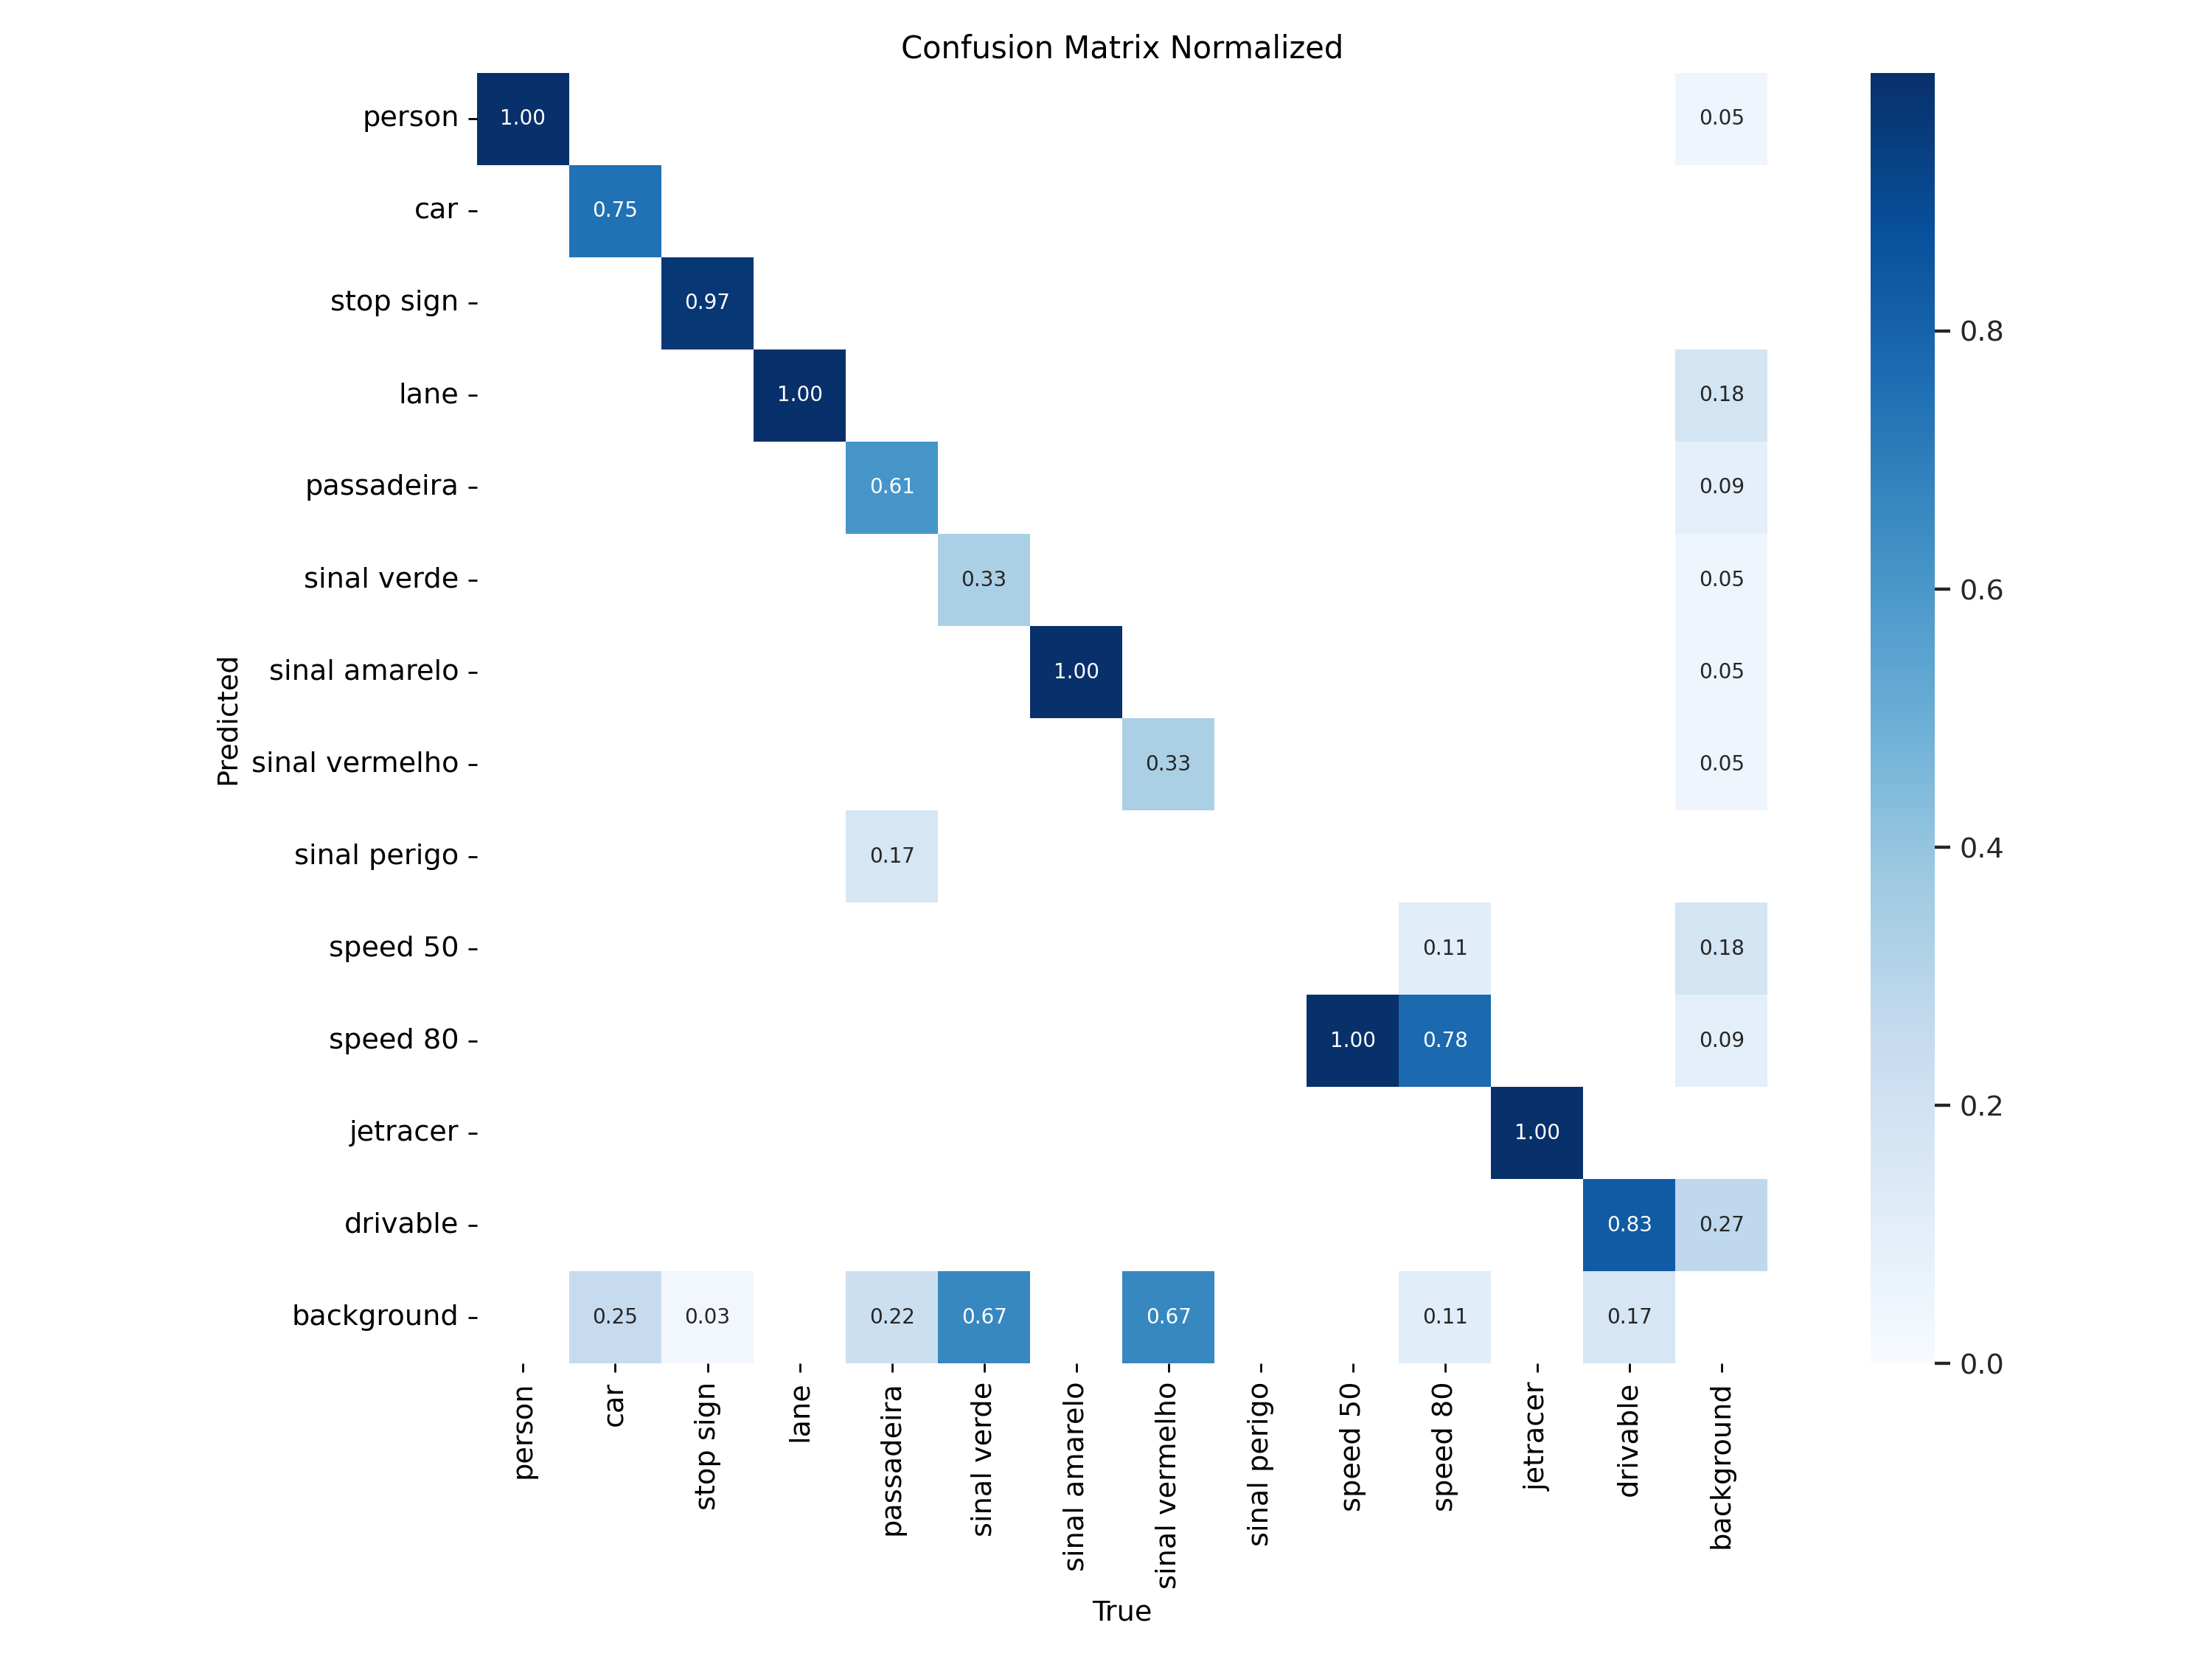 Confusion Matrix Normalized
person 1.00 0.05
car 0.75
stop sign 0.97
0.8
lane 1.00 0.18
passadeira 0.61 0.09
sinal verde 0.33 0.05
0.6
sinal amarelo 1.00 0.05
Predicted
sinal vermelho 0.33 0.05
sinal perigo 0.17
0.4
speed 50 0.11 0.18
speed 80 1.00 0.78 0.09
jetracer 1.00
0.2
drivable 0.83 0.27
background 0.25 0.03 0.22 0.67 0.67 0.11 0.17
0.0
person
car
stop sign
lane
passadeira
sinal verde
sinal amarelo
sinal vermelho
sinal perigo
speed 50
speed 80
jetracer
drivable
background
True